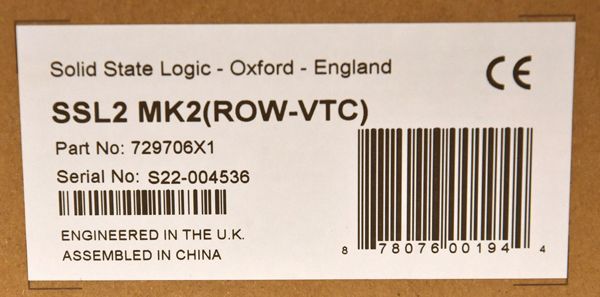 Solid State Logic - Oxford - England
CE
SSL2 MK2(ROW-VTC)
Part No: 729706X1
Serial No: S22-004536
ENGINEERED IN THE U.K.
ASSEMBLED IN CHINA
8 78076 00194 4